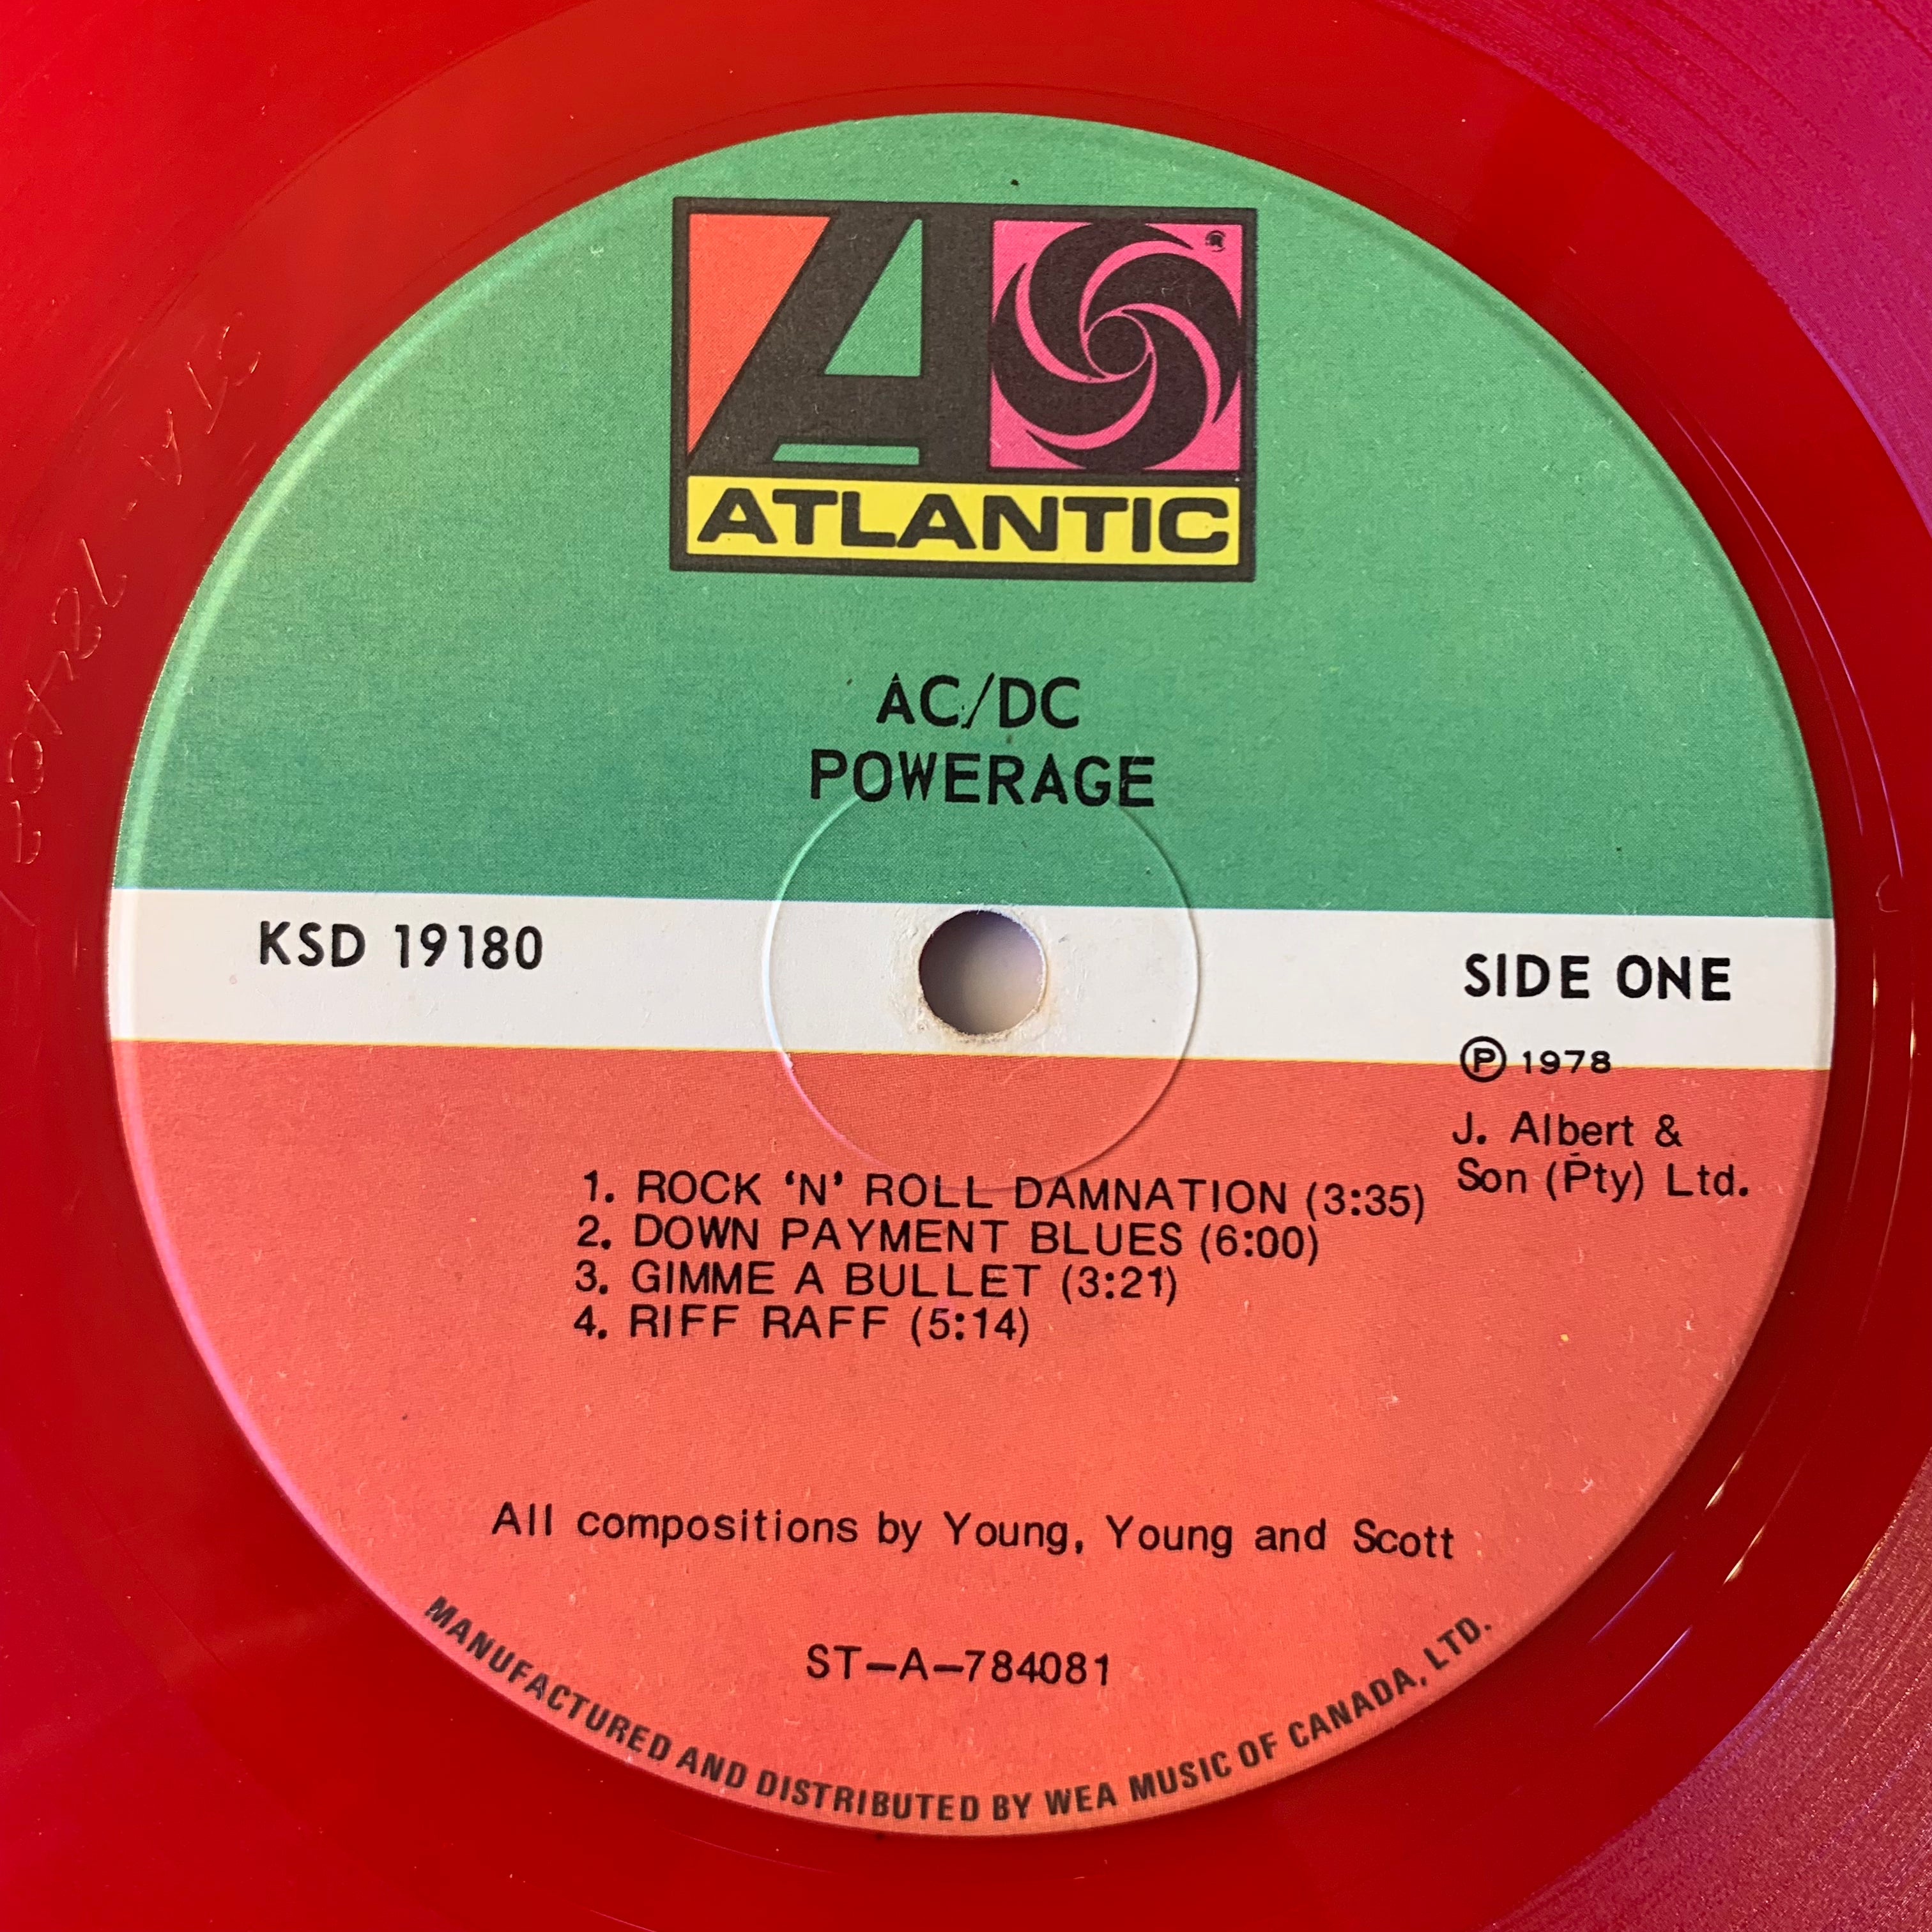 ATLANTIC
AC/DC
POWERAGE
KSD 19180
SIDE ONE
Ⓟ 1978
J. Albert &
Son (Pty) Ltd.
1. ROCK ‘N’ ROLL DAMNATION (3:35)
2. DOWN PAYMENT BLUES (6:00)
3. GIMME A BULLET (3:21)
4. RIFF RAFF (5:14)
All compositions by Young, Young and Scott
ST–A–784081
MANUFACTURED AND DISTRIBUTED BY WEA MUSIC OF CANADA, LTD.